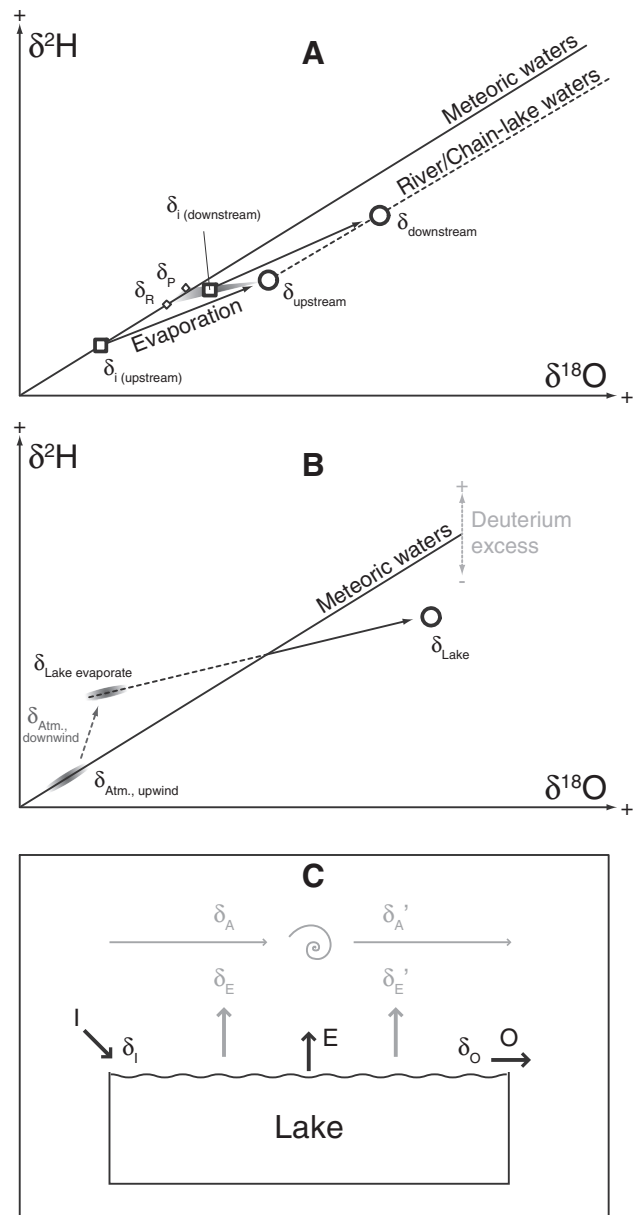 +
δ²H
A
Meteoric waters
River/Chain-lake waters
δi (downstream)
δdownstream
δP
δR
δupstream
Evaporation
δi (upstream)
δ¹⁸O
+
+
δ²H
B
+
Deuterium
excess
-
Meteoric waters
δLake
δLake evaporate
δAtm.,
downwind
δAtm., upwind
δ¹⁸O
+
C
δA
δA’
δE
δE’
I
E
O
δI
δO
Lake